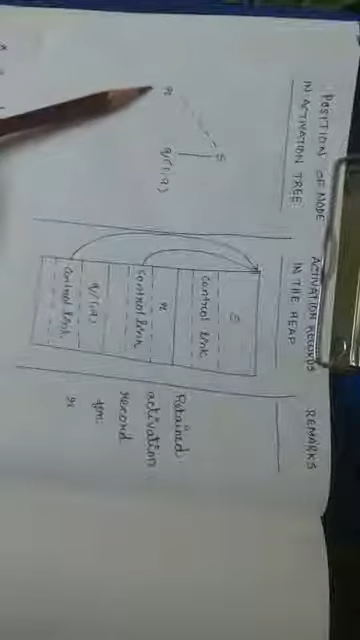 POSITION OF NODE
IN ACTIVATION TREE
ACTIVATION RECORDS
IN THE HEAP
REMARKS
S
r
q(1,9)
S
control link
r
control link
q(1,9)
control link
Retained
activation
record
for
r